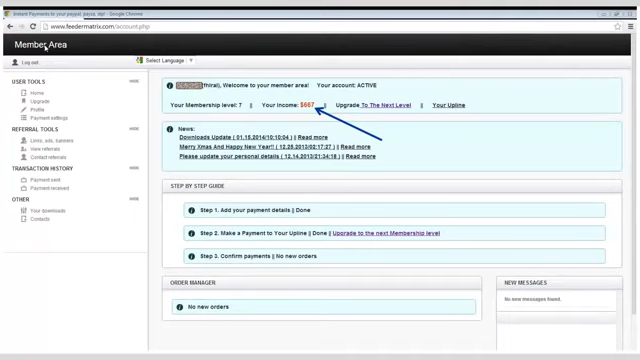 Instant Payments to your paypal, payza, stp! - Google Chrome
www.feedermatrix.com/account.php
Member Area
Log out
Select Language
USER TOOLS
HIDE
Home
Upgrade
Profile
Payment settings
REFERRAL TOOLS
HIDE
Links, ads, banners
View referrals
Contact referrals
TRANSACTION HISTORY
HIDE
Payment sent
Payment received
OTHER
HIDE
Your downloads
Contacts
(thiral), Welcome to your member area! Your account: ACTIVE
Your Membership level: 7 || Your income: $687 || Upgrade To The Next Level || Your Upline
News:
Downloads Update ( 01.15.2014/10:10:04 ) || Read more
Merry Xmas And Happy New Year!! ( 12.25.2013/02:17:27 ) || Read more
Please update your personal details ( 12.14.2013/21:34:18 ) || Read more
STEP BY STEP GUIDE
Step 1. Add your payment details || Done
Step 2. Make a Payment to Your Upline || Done || Upgrade to the next Membership level
Step 3. Confirm payments || No new orders
ORDER MANAGER
No new orders
NEW MESSAGES
No new messages found.